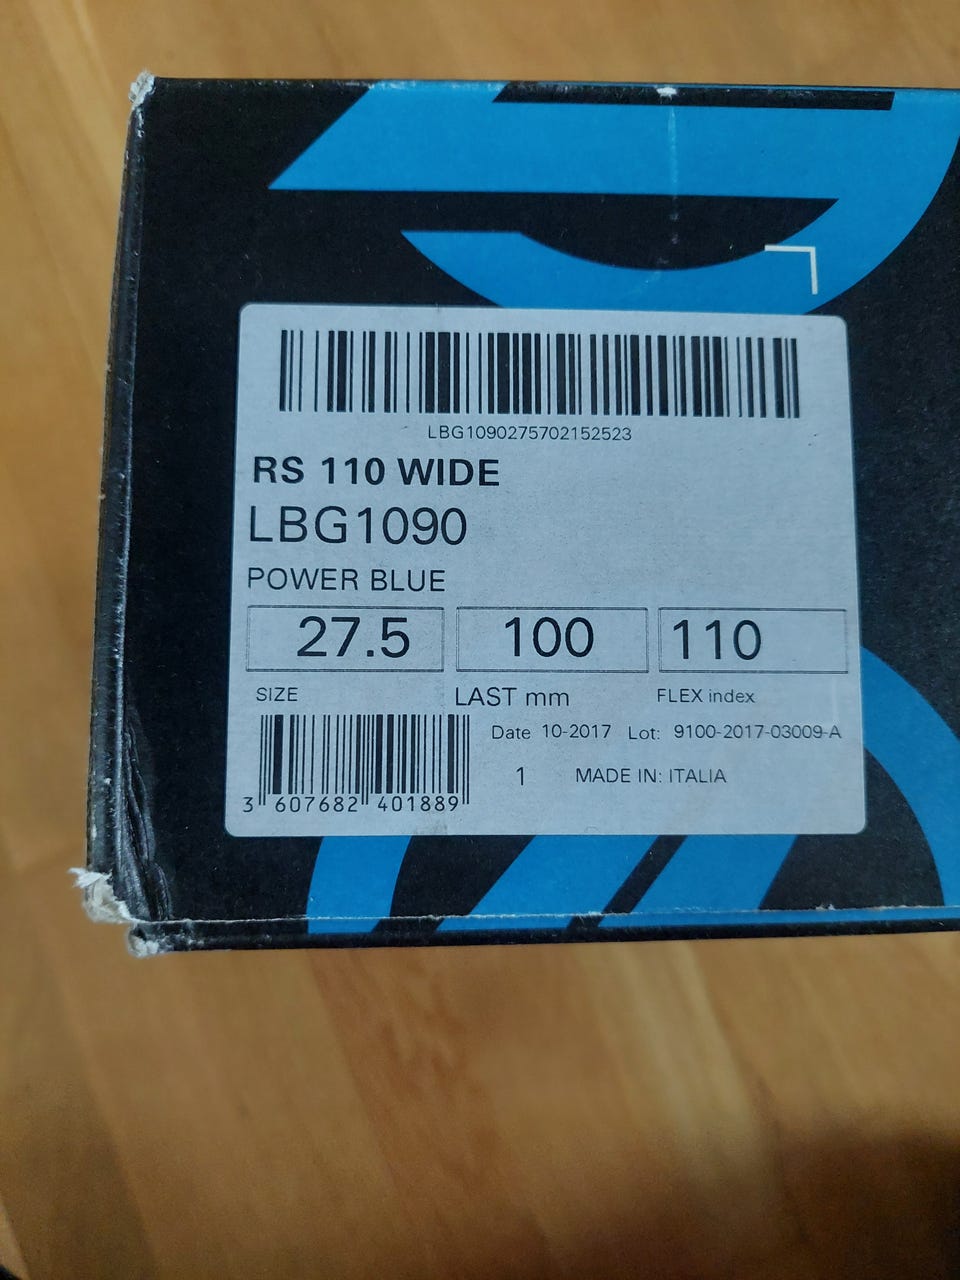 LBG1090275702152523
RS 110 WIDE
LBG1090
POWER BLUE
27.5 100 110
SIZE LAST mm FLEX index
Date 10-2017 Lot: 9100-2017-03009-A
1 MADE IN: ITALIA
3 607682 401889